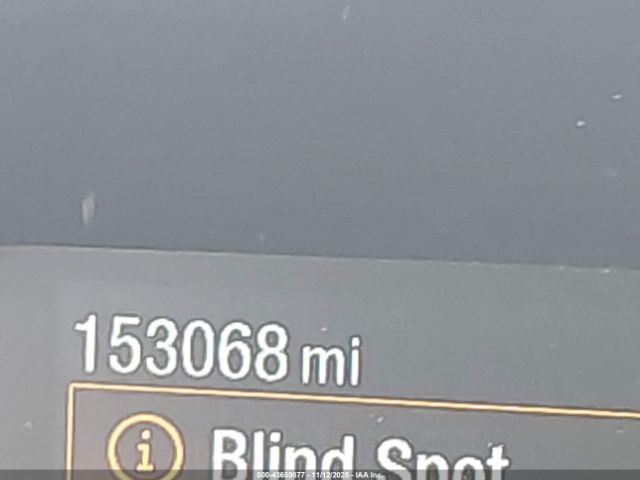 153068 mi
i Blind Spot
000-43659877 - 11/12/2025 - IAA Inc.